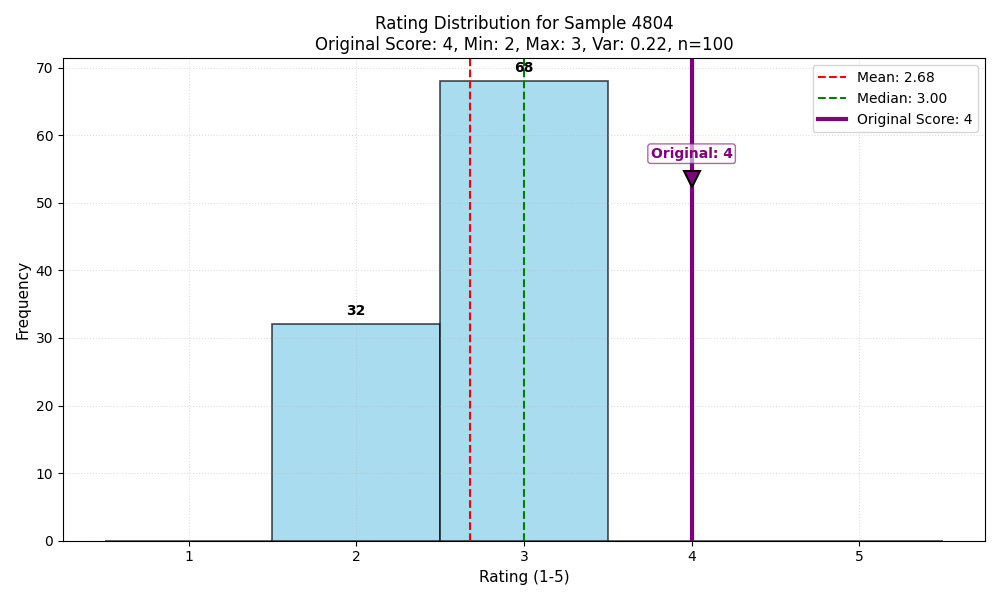 Rating Distribution for Sample 4804
Original Score: 4, Min: 2, Max: 3, Var: 0.22, n=100
Mean: 2.68
Median: 3.00
Original Score: 4
Original: 4
68
32
Frequency
70
60
50
40
30
20
10
0
1 2 3 4 5
Rating (1-5)